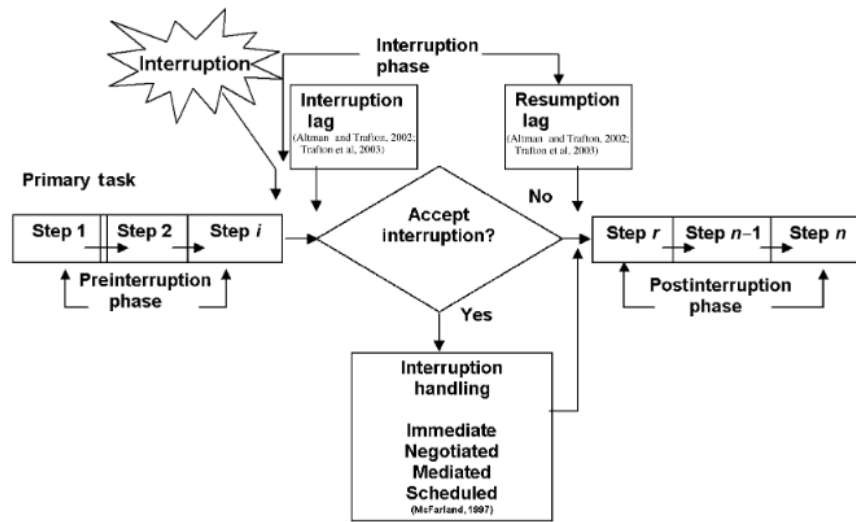 Interruption
Interruption
phase
Interruption
lag
(Altman and Trafton, 2002;
Trafton et al, 2003)
Resumption
lag
(Altman and Trafton, 2002;
Trafton et al, 2003)
Primary task
No
Accept
interruption?
Step 1
Step 2
Step i
Step r
Step n–1
Step n
Preinterruption
phase
Postinterruption
phase
Yes
Interruption
handling
Immediate
Negotiated
Mediated
Scheduled
(McFarland, 1997)